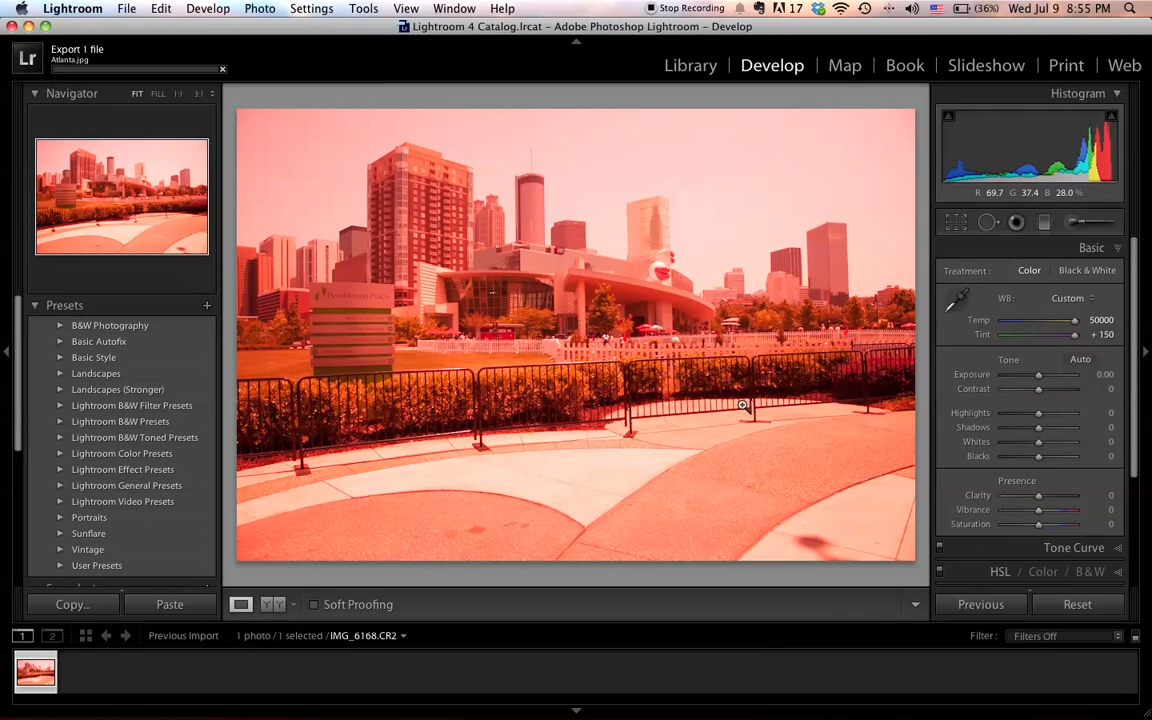 Lightroom File Edit Develop Photo Settings Tools View Window Help Stop Recording 17 (36%) Wed Jul 9 8:55 PM
Lightroom 4 Catalog.lrcat – Adobe Photoshop Lightroom – Develop
Lr Export 1 file
Atlanta.jpg
Library | Develop | Map | Book | Slideshow | Print | Web
Navigator FIT FILL 1:1 3:1
Histogram
R 69.7 G 37.4 B 28.0 %
Basic
Treatment : Color Black & White
WB: Custom
Temp 50000
Tint + 150
Tone Auto
Exposure 0.00
Contrast 0
Highlights 0
Shadows 0
Whites 0
Blacks 0
Presence
Clarity 0
Vibrance 0
Saturation 0
Tone Curve
HSL / Color / B & W
Previous Reset
Presets +
B&W Photography
Basic Autofix
Basic Style
Landscapes
Landscapes (Stronger)
Lightroom B&W Filter Presets
Lightroom B&W Presets
Lightroom B&W Toned Presets
Lightroom Color Presets
Lightroom Effect Presets
Lightroom General Presets
Lightroom Video Presets
Portraits
Sunflare
Vintage
User Presets
Pemberton Place
Copy... Paste
Y Y Soft Proofing
1 2 Previous Import 1 photo / 1 selected / IMG_6168.CR2
Filter : Filters Off